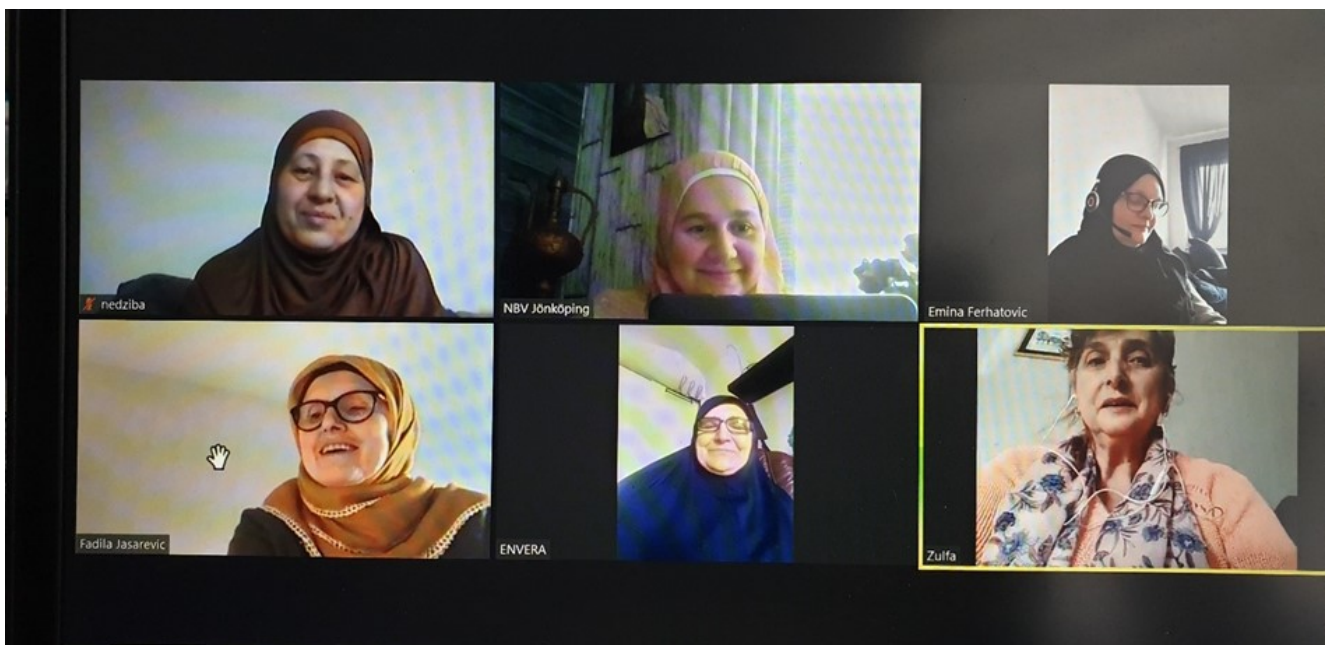 nedziba
NBV Jönköping
Emina Ferhatovic
Fadila Jasarevic
ENVERA
Zulfa